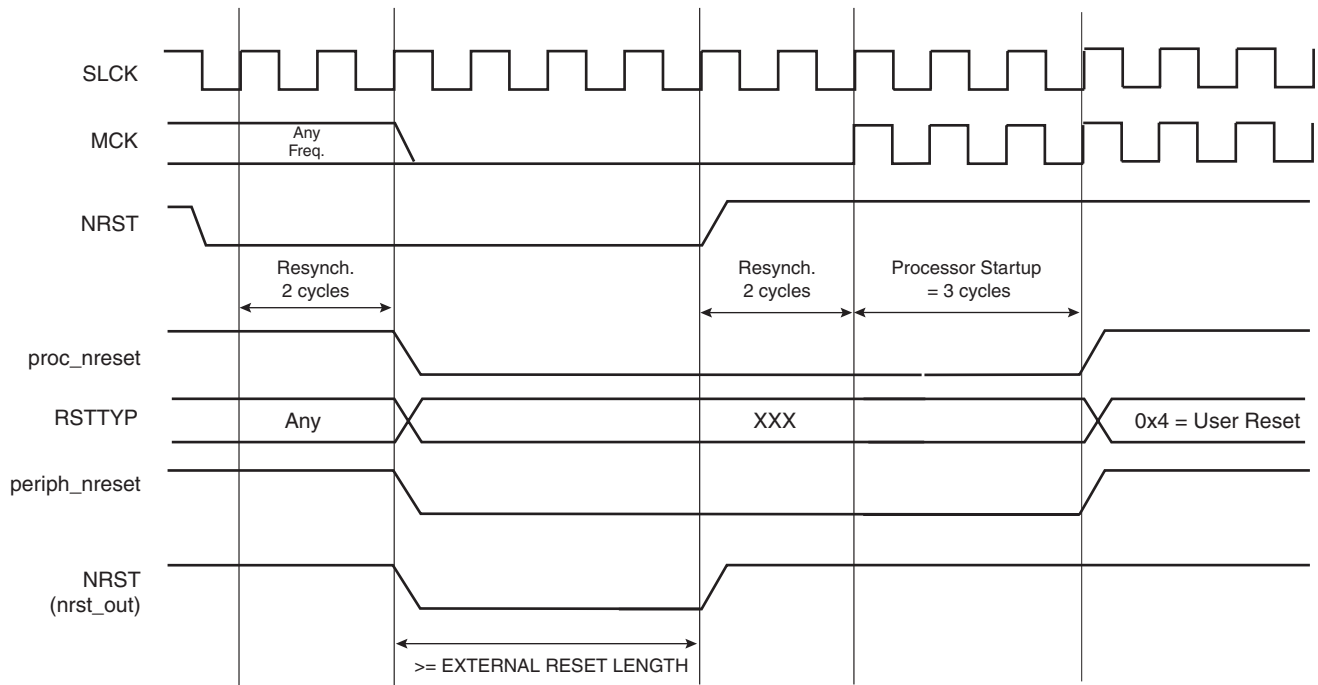 SLCK
MCK
Any
Freq.
NRST
Resynch.
2 cycles
Resynch.
2 cycles
Processor Startup
= 3 cycles
proc_nreset
RSTTYP
Any
XXX
0x4 = User Reset
periph_nreset
NRST
(nrst_out)
>= EXTERNAL RESET LENGTH